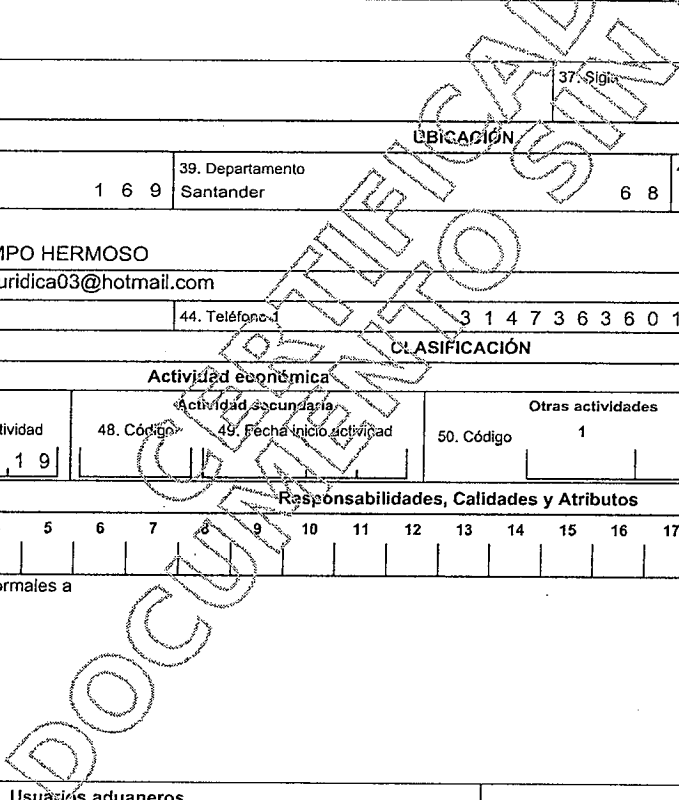 37. Sigla
UBICACIÓN
39. Departamento
1 6 9 Santander 6 8
MPO HERMOSO
uridica03@hotmail.com
44. Teléfono 1 3 1 4 7 3 6 3 6 0 1
CLASIFICACIÓN
Actividad económica
Actividad secundaria Otras actividades
tividad 48. Código 49. Fecha inicio actividad 50. Código 1
1 9
Responsabilidades, Calidades y Atributos
5 6 7 8 9 10 11 12 13 14 15 16 17
ormales a
Usuarios aduaneros
CERTIFICAD
DOCUMENTO SIN